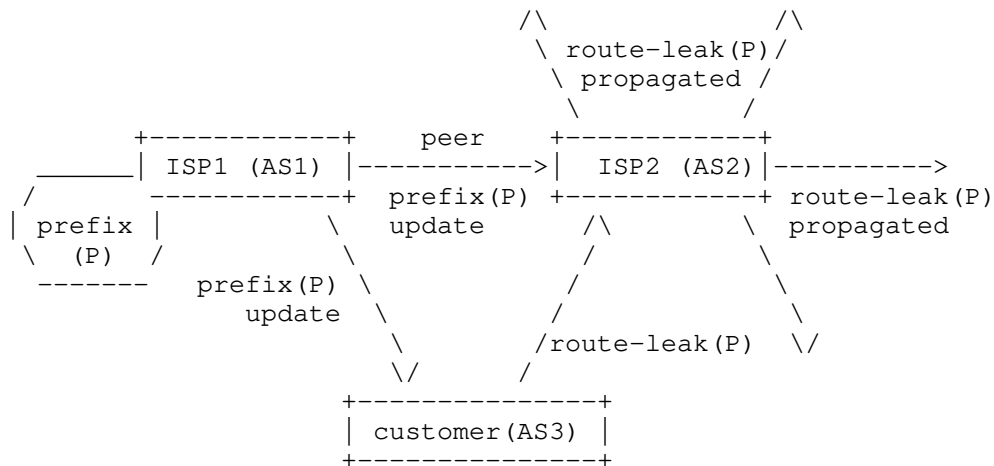 route-leak(P)
propagated
peer
ISP1 (AS1)
ISP2 (AS2)
prefix(P)
update
route-leak(P)
propagated
prefix
(P)
prefix(P)
update
route-leak(P)
customer(AS3)